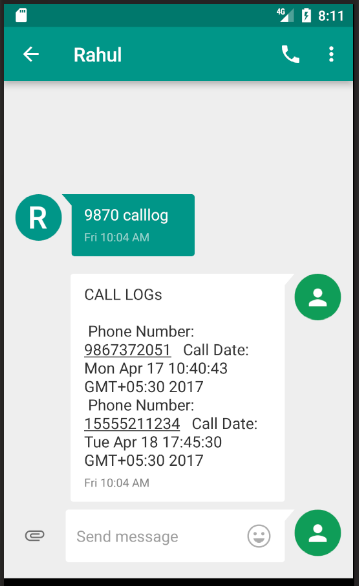 4G 8:11
Rahul
R
9870 calllog
Fri 10:04 AM
CALL LOGs
Phone Number:
9867372051 Call Date:
Mon Apr 17 10:40:43
GMT+05:30 2017
Phone Number:
15555211234 Call Date:
Tue Apr 18 17:45:30
GMT+05:30 2017
Fri 10:04 AM
Send message